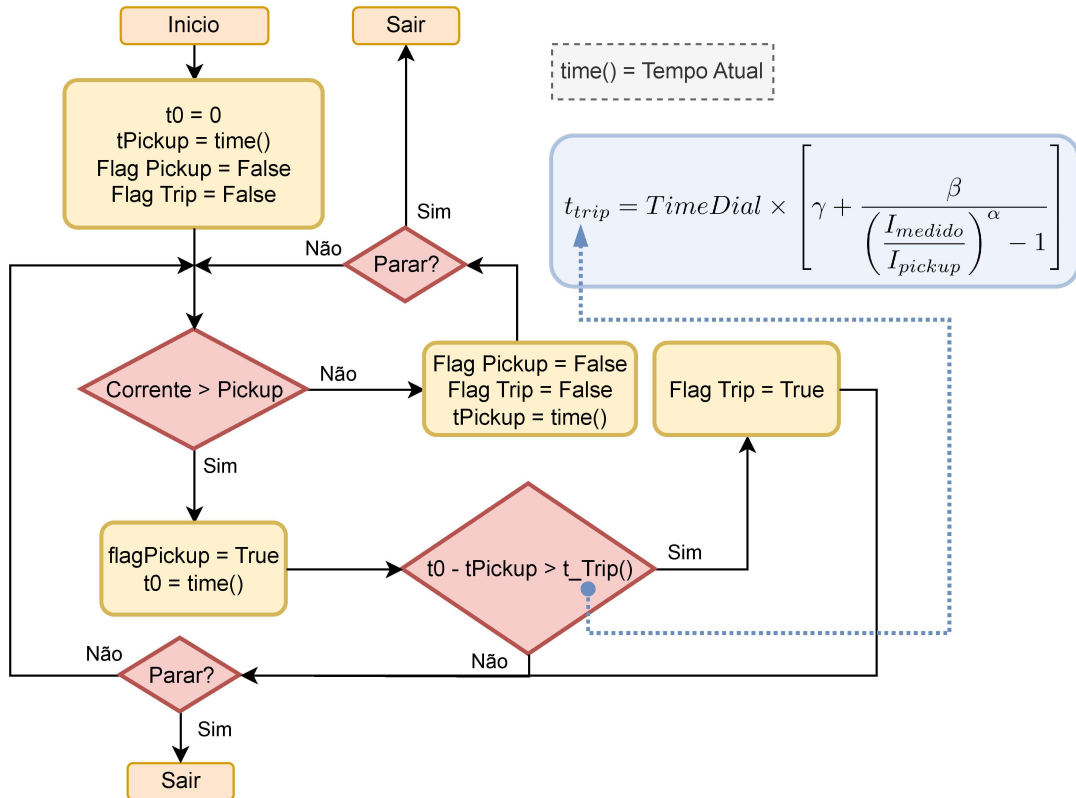 Inicio
Sair
time() = Tempo Atual
t0 = 0
tPickup = time()
Flag Pickup = False
Flag Trip = False
t_{trip} = TimeDial × [γ + β / ((I_{medido} / I_{pickup})^α − 1)]
Sim
Não
Parar?
Corrente > Pickup
Não
Flag Pickup = False
Flag Trip = False
tPickup = time()
Flag Trip = True
Sim
flagPickup = True
t0 = time()
t0 - tPickup > t_Trip()
Sim
Não
Não
Parar?
Sim
Sair